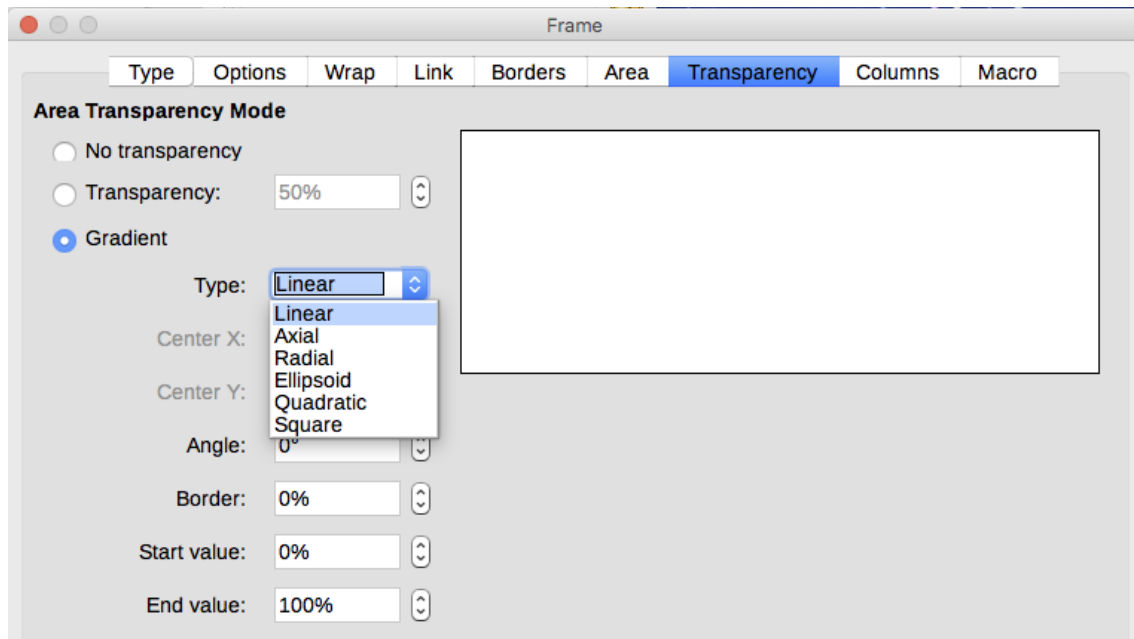 Frame
Type Options Wrap Link Borders Area Transparency Columns Macro
Area Transparency Mode
No transparency
Transparency: 50%
Gradient
Type: Linear
Linear
Center X: Axial
Radial
Ellipsoid
Center Y: Quadratic
Square
Angle: 0°
Border: 0%
Start value: 0%
End value: 100%